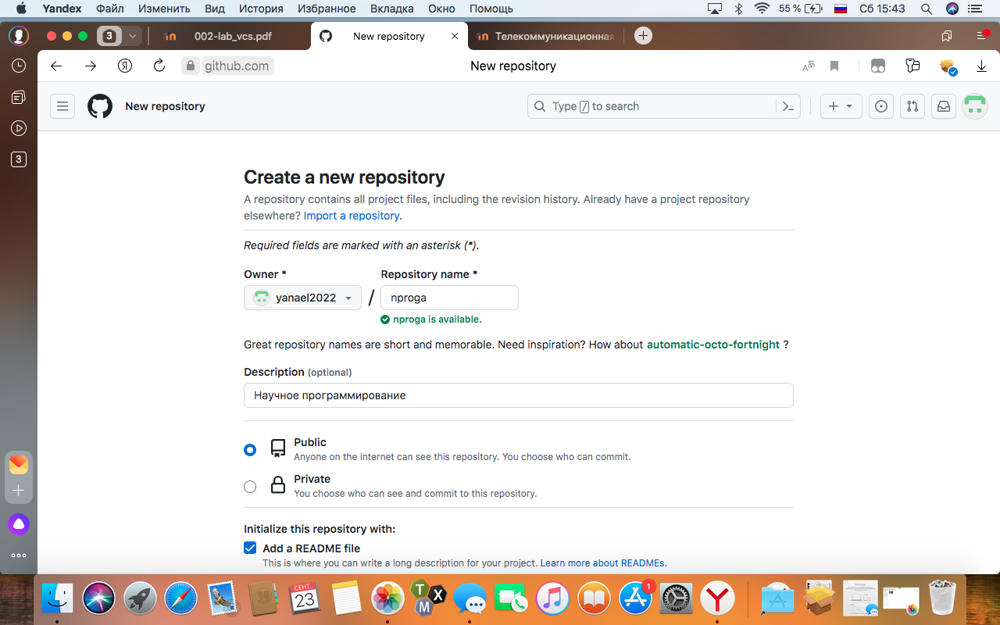 Yandex Файл Изменить Вид История Избранное Вкладка Окно Помощь 55 % Сб 15:43
3 002-lab_vcs.pdf New repository Телекоммуникационная
Я github.com New repository
New repository Type / to search
3
Create a new repository
A repository contains all project files, including the revision history. Already have a project repository
elsewhere? Import a repository.
Required fields are marked with an asterisk (*).
Owner * Repository name *
yanael2022 / nproga
nproga is available.
Great repository names are short and memorable. Need inspiration? How about automatic-octo-fortnight ?
Description (optional)
Научное программирование
Public
Anyone on the internet can see this repository. You choose who can commit.
Private
You choose who can see and commit to this repository.
Initialize this repository with:
Add a README file
This is where you can write a long description for your project. Learn more about READMEs.
СЕНТ.
23
T
X
M
1